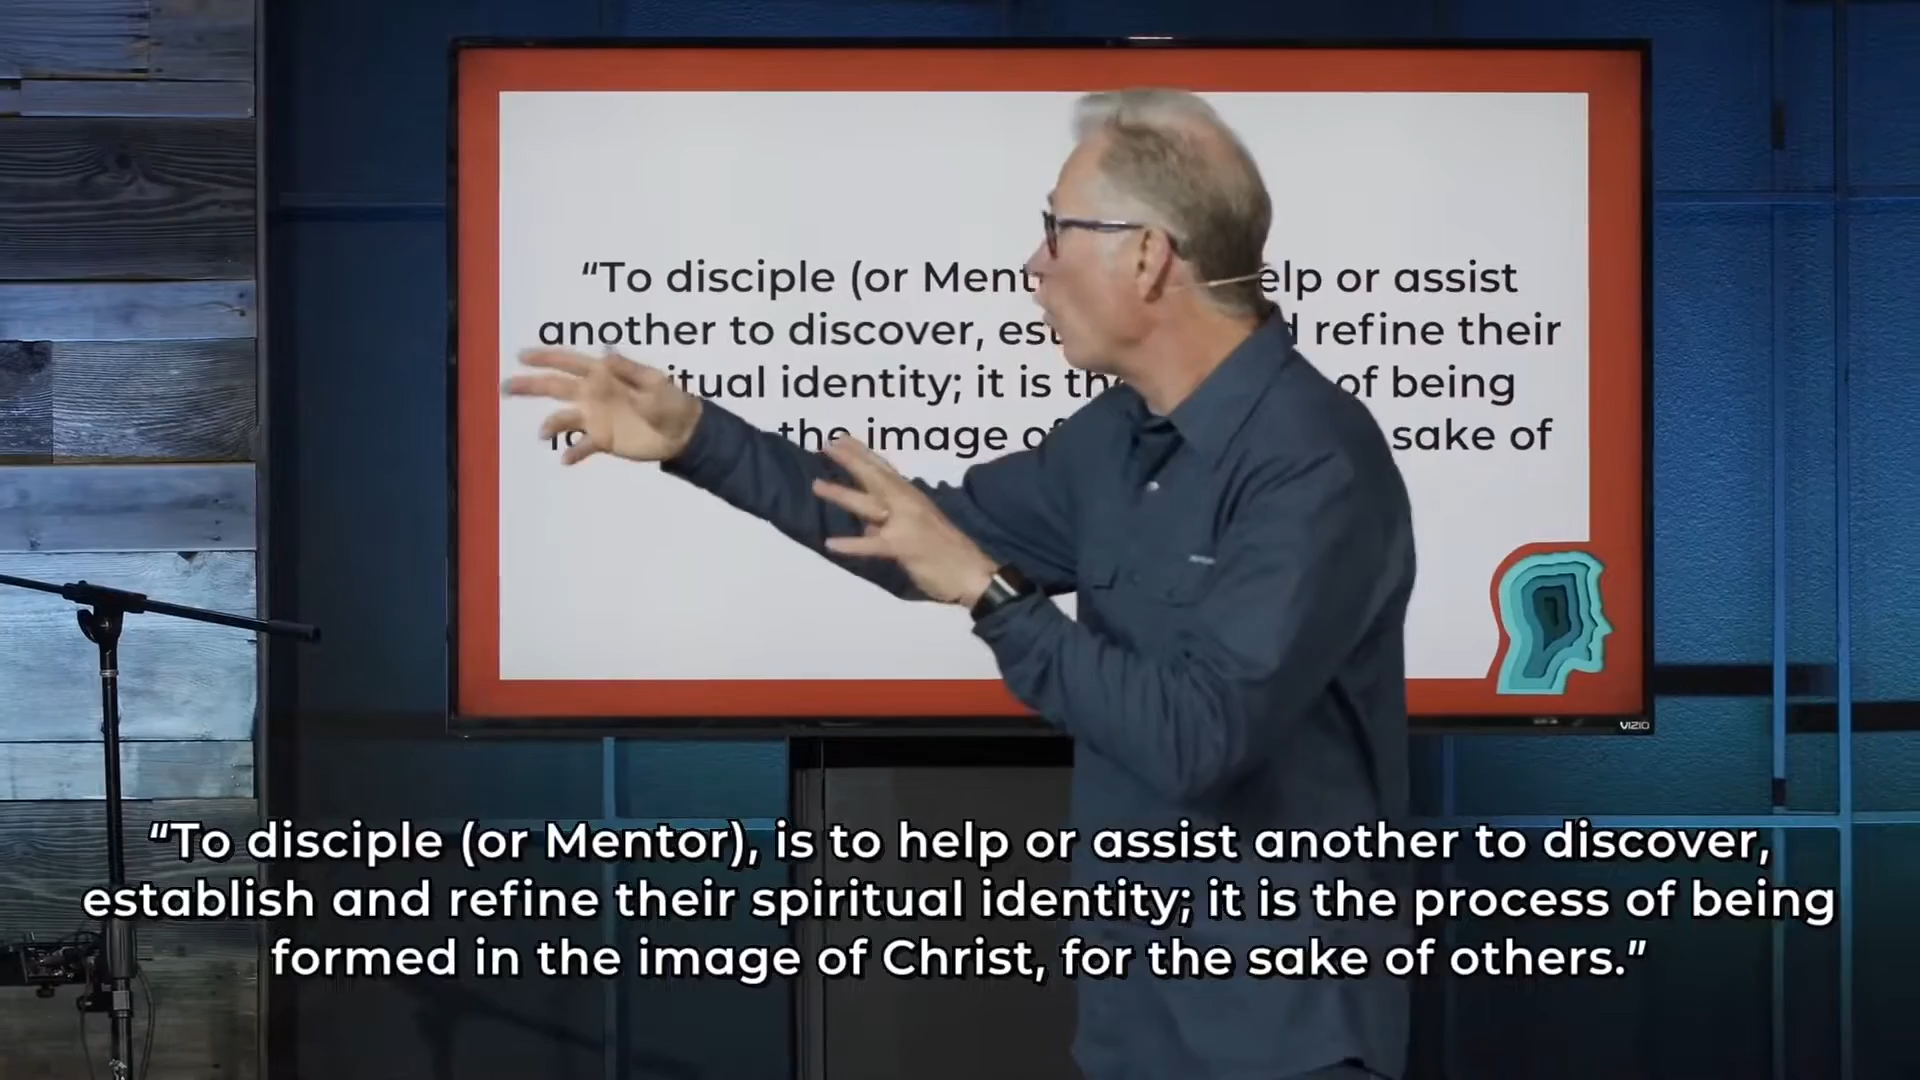 “To disciple (or Ment elp or assist
another to discover, est refine their
itual identity; it is the of being
the image of sake of
VIZIO
“To disciple (or Mentor), is to help or assist another to discover,
establish and refine their spiritual identity; it is the process of being
formed in the image of Christ, for the sake of others.”